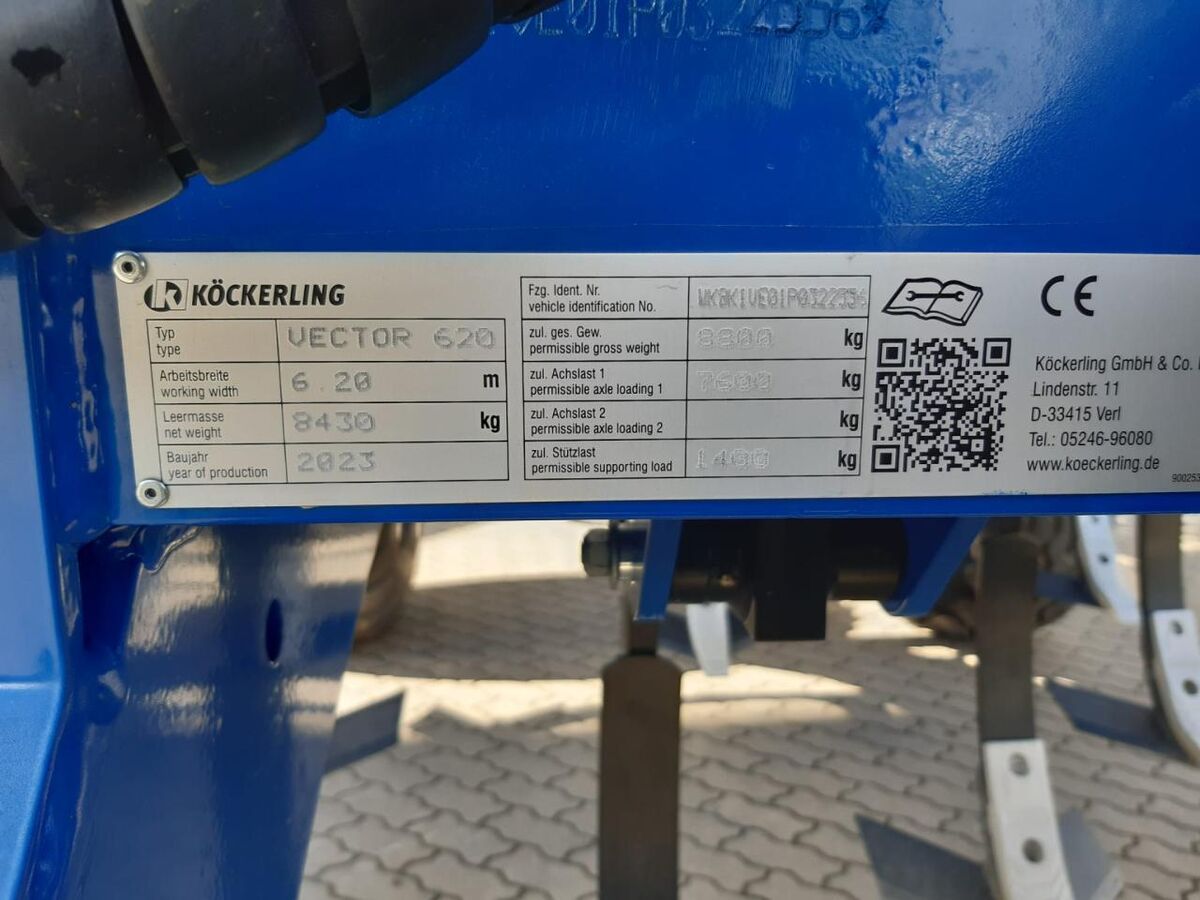 KÖCKERLING
Typ
type
VECTOR 620
Arbeitsbreite
working width
6.20 m
Leermasse
net weight
8430 kg
Baujahr
year of production
2023
Fzg. Ident. Nr.
vehicle identification No.
zul. ges. Gew.
permissible gross weight
8800 kg
zul. Achslast 1
permissible axle loading 1
7600 kg
zul. Achslast 2
permissible axle loading 2
kg
zul. Stützlast
permissible supporting load
1400 kg
CE
Köckerling GmbH & Co.
Lindenstr. 11
D-33415 Verl
Tel.: 05246-96080
www.koeckerling.de